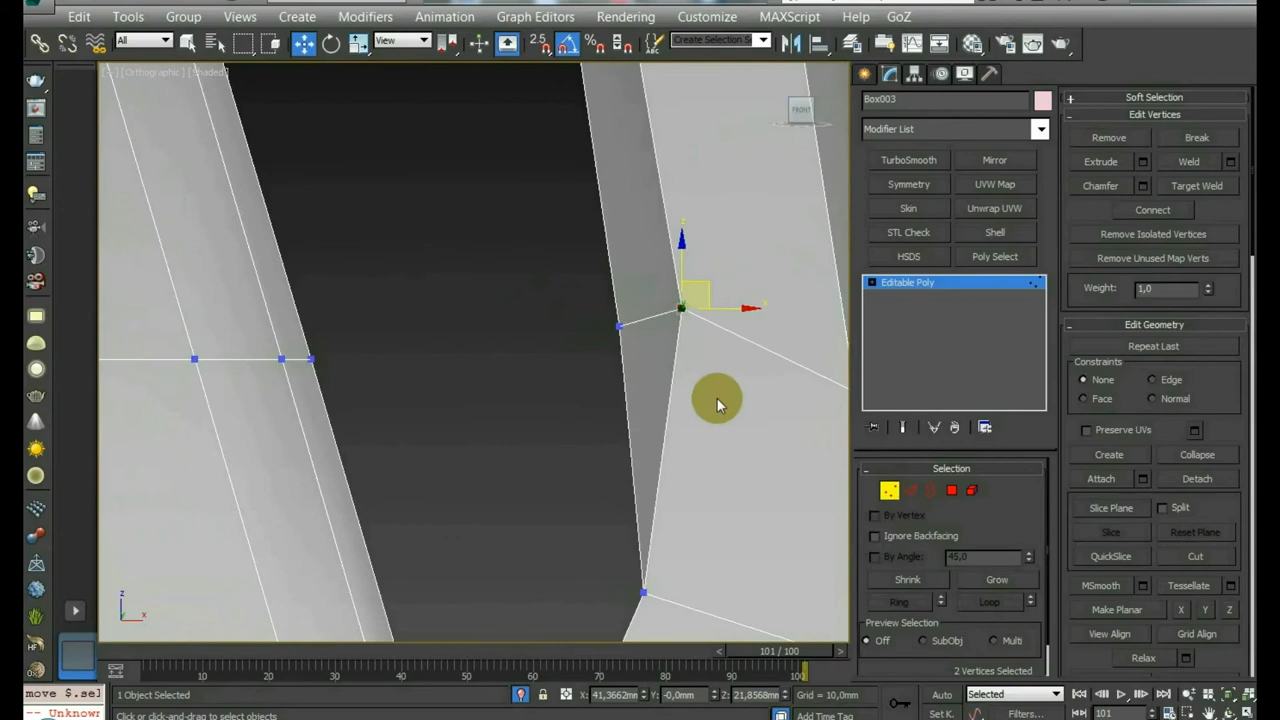 Edit Tools Group Views Create Modifiers Animation Graph Editors Rendering Customize MAXScript Help GoZ
All View 2.5 Create Selection Se
[Orthographic] [Shaded]
FRONT
z
x
z
x
Box003
Modifier List
TurboSmooth Mirror
Symmetry UVW Map
Skin Unwrap UVW
STL Check Shell
HSDS Poly Select
Editable Poly
Selection
By Vertex
Ignore Backfacing
By Angle: 45,0
Shrink Grow
Ring Loop
Preview Selection
Off SubObj Multi
2 Vertices Selected
Soft Selection
Edit Vertices
Remove Break
Extrude Weld
Chamfer Target Weld
Connect
Remove Isolated Vertices
Remove Unused Map Verts
Weight: 1,0
Edit Geometry
Repeat Last
Constraints
None Edge
Face Normal
Preserve UVs
Create Collapse
Attach Detach
Slice Plane Split
Slice Reset Plane
QuickSlice Cut
MSmooth Tessellate
Make Planar X Y Z
View Align Grid Align
Relax
< 101 / 100 >
10 20 30 40 50 60 70 80 90 100
move $.sel
-- Unknown
1 Object Selected X: 41,3662mm Y: -0,0mm Z: 21,8568mm Grid = 10,0mm
Click or click-and-drag to select objects Add Time Tag
Auto Selected
Set K. Filters... 101